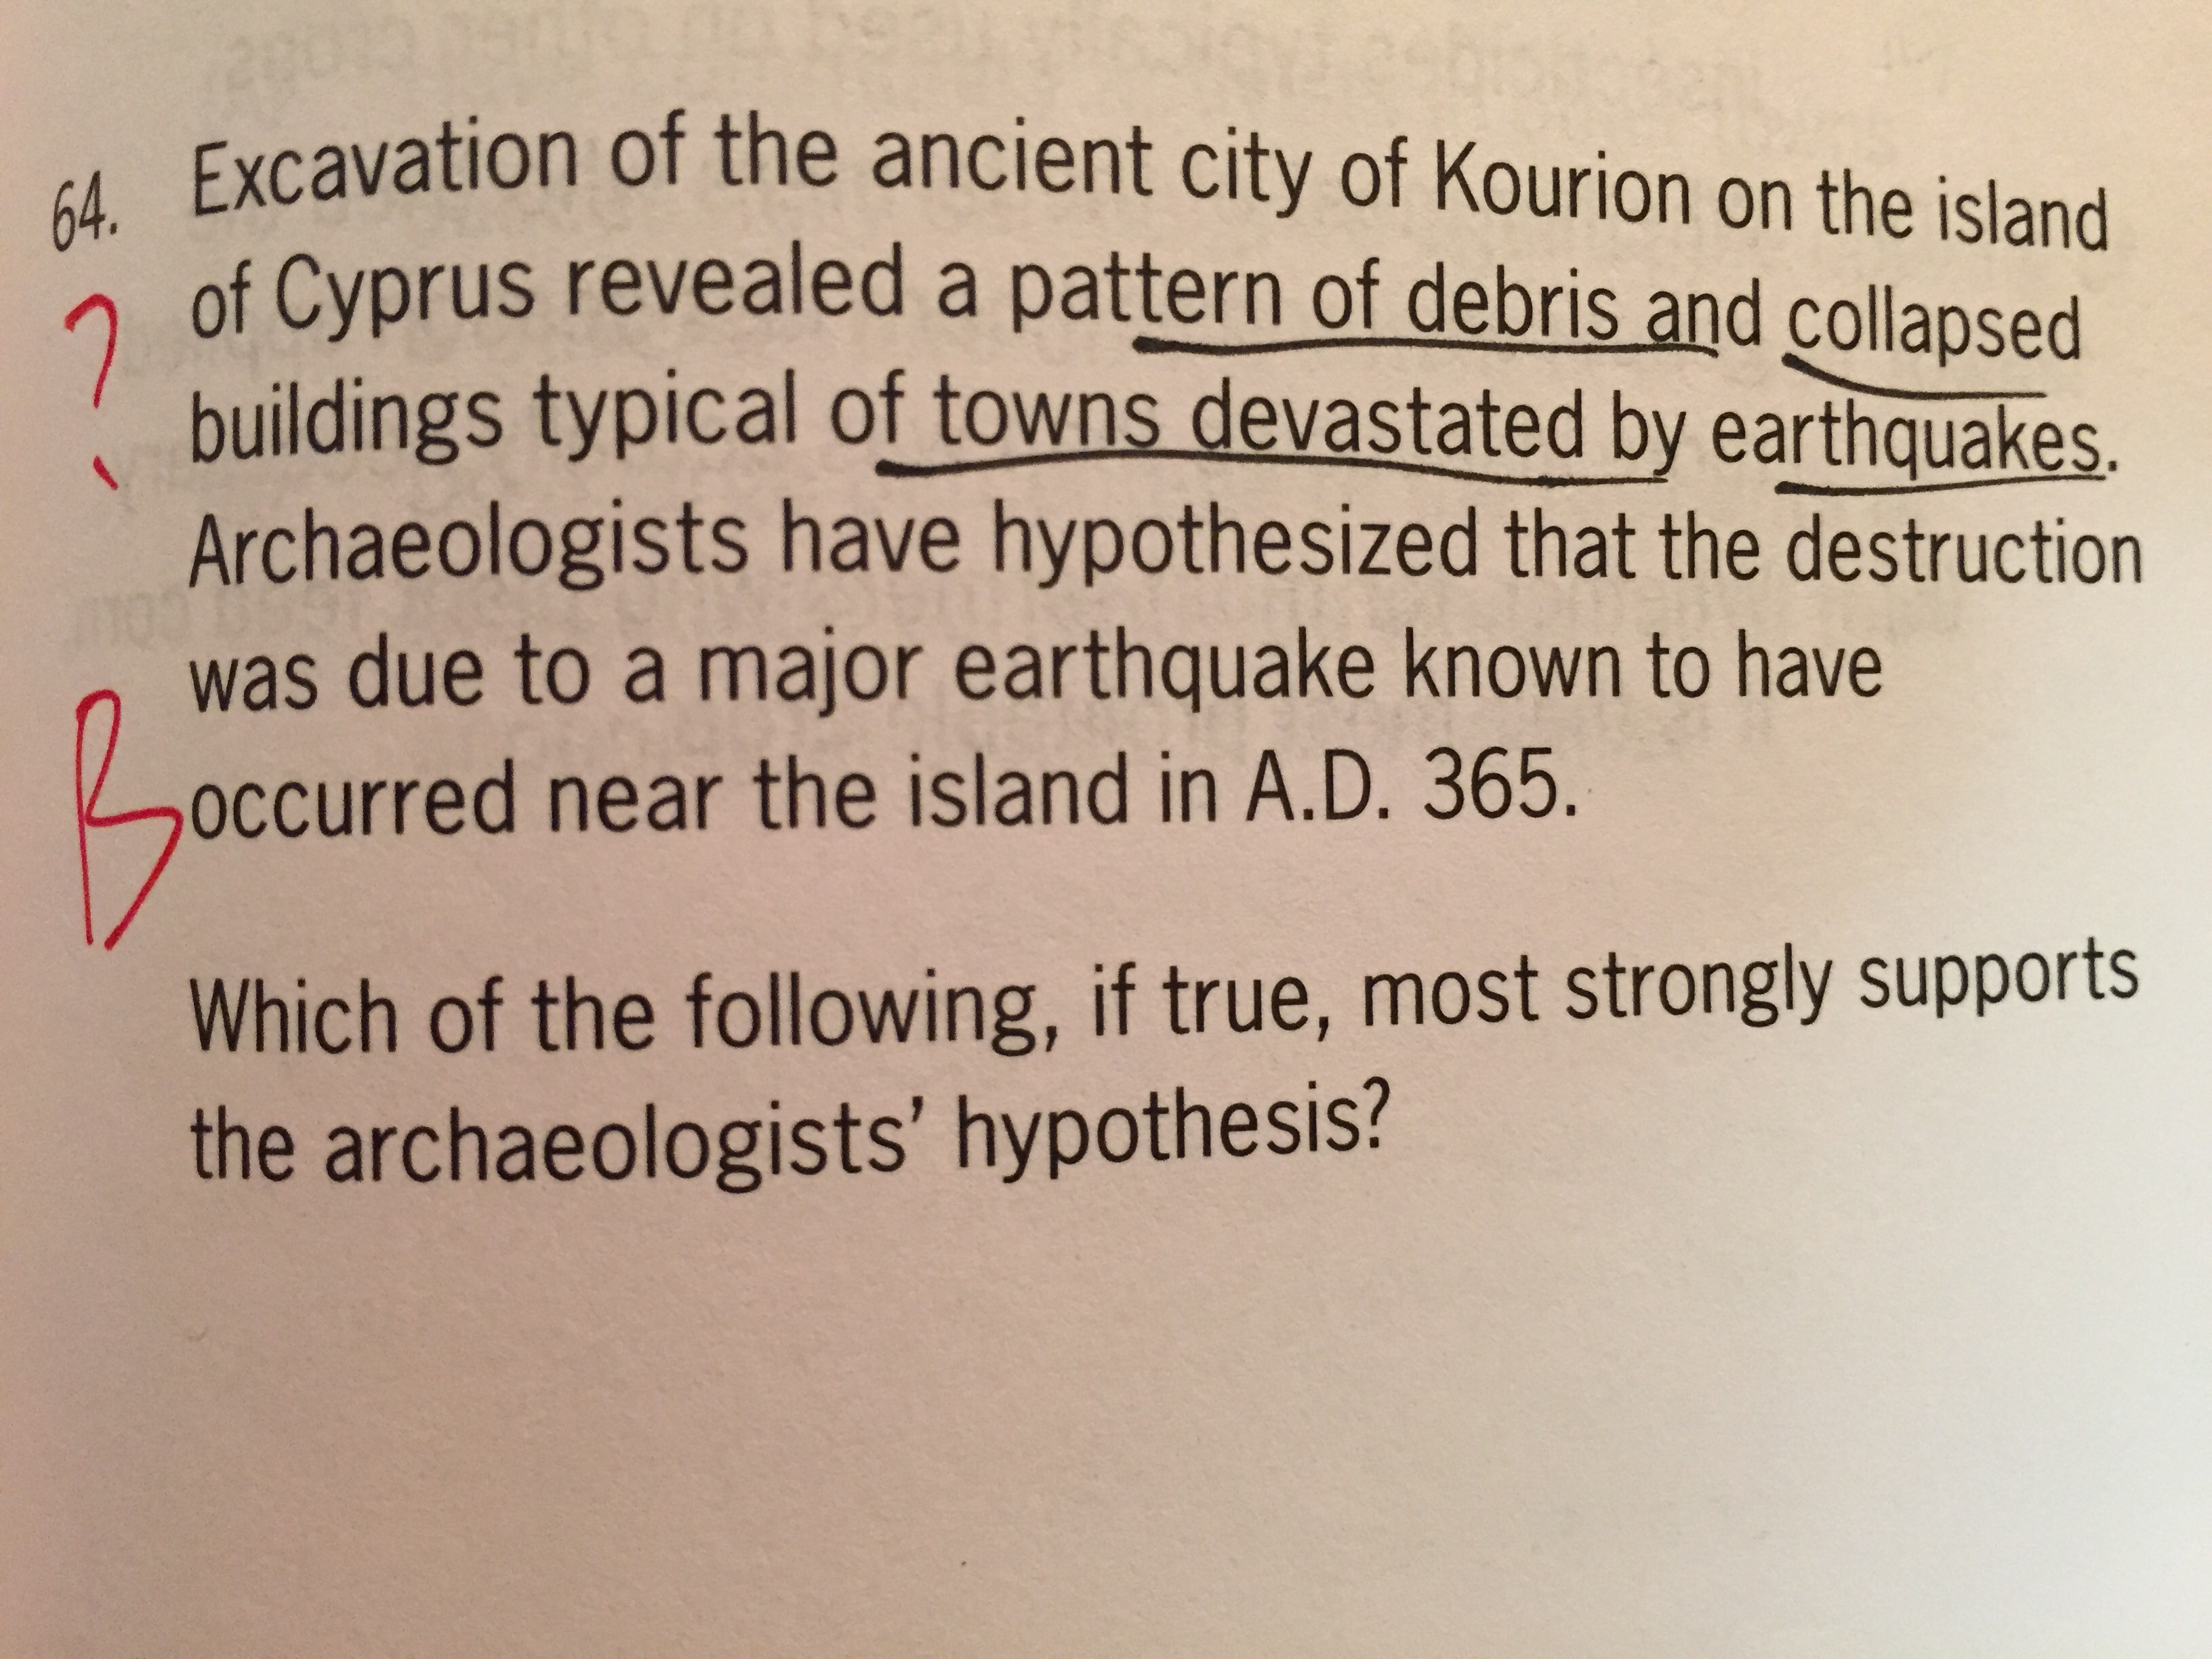 64. Excavation of the ancient city of Kourion on the island
of Cyprus revealed a pattern of debris and collapsed
buildings typical of towns devastated by earthquakes.
Archaeologists have hypothesized that the destruction
was due to a major earthquake known to have
occurred near the island in A.D. 365.
Which of the following, if true, most strongly supports
the archaeologists' hypothesis?
?
B